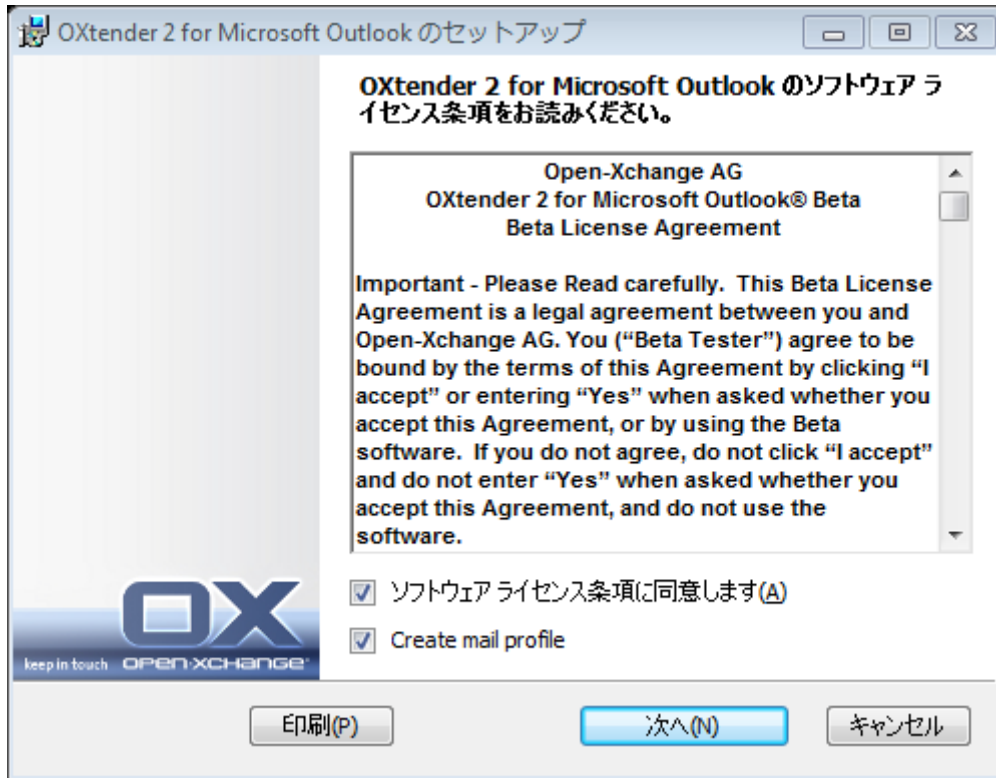 OXtender 2 for Microsoft Outlook のセットアップ
OXtender 2 for Microsoft Outlook のソフトウェア ラ
イセンス条項をお読みください。
Open-Xchange AG
OXtender 2 for Microsoft Outlook® Beta
Beta License Agreement
Important - Please Read carefully.  This Beta License
Agreement is a legal agreement between you and
Open-Xchange AG. You (“Beta Tester”) agree to be
bound by the terms of this Agreement by clicking “I
accept” or entering “Yes” when asked whether you
accept this Agreement, or by using the Beta
software.  If you do not agree, do not click “I accept”
and do not enter “Yes” when asked whether you
accept this Agreement, and do not use the
software.
ソフトウェア ライセンス条項に同意します(A)
Create mail profile
OX
keep in touch OPEN-XCHANGE
印刷(P)
次へ(N)
キャンセル